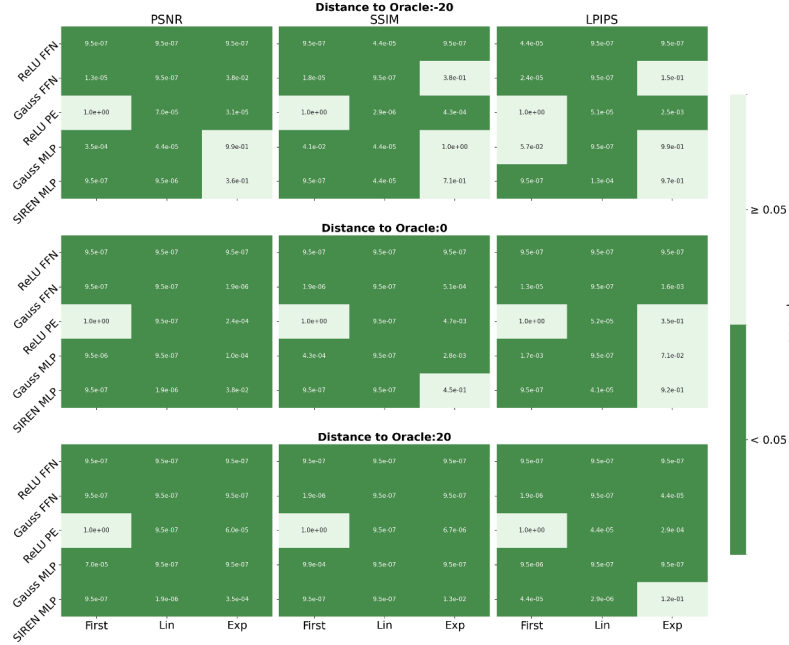 Distance to Oracle:-20
PSNR SSIM LPIPS
ReLU FFN 9.5e-07 9.5e-07 9.5e-07 9.5e-07 4.4e-05 9.5e-07 4.4e-05 9.5e-07 9.5e-07
Gauss FFN 1.3e-05 9.5e-07 3.8e-02 1.8e-05 9.5e-07 3.8e-01 2.4e-05 9.5e-07 1.5e-01
ReLU PE 1.0e+00 7.0e-05 3.1e-05 1.0e+00 2.9e-06 4.3e-04 1.0e+00 5.1e-05 2.5e-03
Gauss MLP 3.5e-04 4.4e-05 9.9e-01 4.1e-02 4.4e-05 1.0e+00 5.7e-02 9.5e-07 9.9e-01
SIREN MLP 9.5e-07 9.5e-06 3.6e-01 9.5e-07 4.4e-05 7.1e-01 9.5e-07 1.3e-04 9.7e-01
≥ 0.05
Distance to Oracle:0
ReLU FFN 9.5e-07 9.5e-07 9.5e-07 9.5e-07 9.5e-07 9.5e-07 9.5e-07 9.5e-07 9.5e-07
Gauss FFN 9.5e-07 9.5e-07 1.9e-06 1.9e-06 9.5e-07 5.1e-04 1.3e-05 9.5e-07 1.6e-03
ReLU PE 1.0e+00 9.5e-07 2.4e-04 1.0e+00 9.5e-07 4.7e-03 1.0e+00 5.2e-05 3.5e-01
Gauss MLP 9.5e-06 9.5e-07 1.0e-04 4.3e-04 9.5e-07 2.8e-03 1.7e-03 9.5e-07 7.1e-02
SIREN MLP 9.5e-07 1.9e-06 3.8e-02 9.5e-07 9.5e-07 4.5e-01 9.5e-07 4.1e-05 9.2e-01
< 0.05
Distance to Oracle:20
ReLU FFN 9.5e-07 9.5e-07 9.5e-07 9.5e-07 9.5e-07 9.5e-07 9.5e-07 9.5e-07 9.5e-07
Gauss FFN 9.5e-07 9.5e-07 9.5e-07 1.9e-06 9.5e-07 9.5e-07 1.9e-06 9.5e-07 4.4e-05
ReLU PE 1.0e+00 9.5e-07 6.0e-05 1.0e+00 9.5e-07 6.7e-06 1.0e+00 4.4e-05 2.9e-04
Gauss MLP 7.0e-05 9.5e-07 9.5e-07 9.9e-04 9.5e-07 9.5e-07 9.5e-06 9.5e-07 9.5e-07
SIREN MLP 9.5e-07 1.9e-06 3.5e-04 9.5e-07 9.5e-07 1.3e-02 4.4e-05 2.9e-06 1.2e-01
First Lin Exp First Lin Exp First Lin Exp